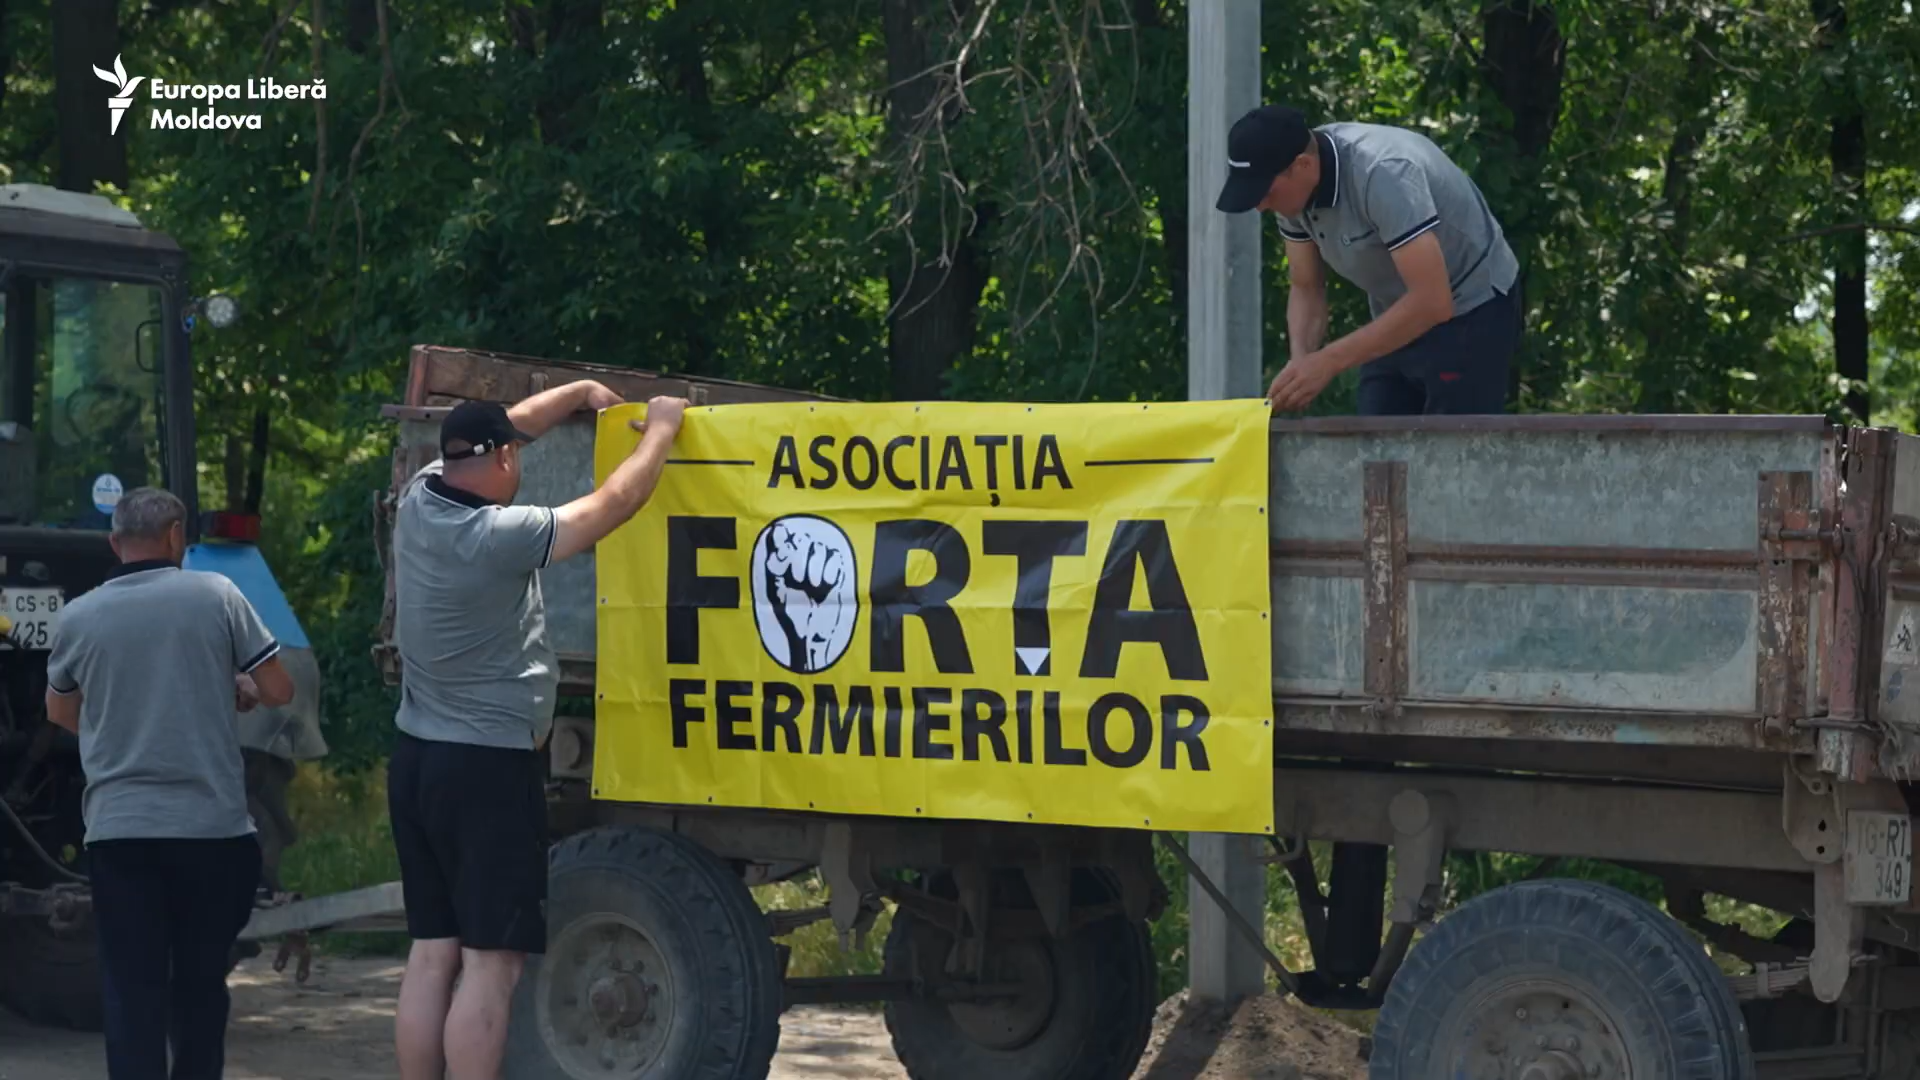 Europa Liberă
Moldova
ASOCIAȚIA
FORȚA
FERMIERILOR
CS·B
425
TG·RT
349